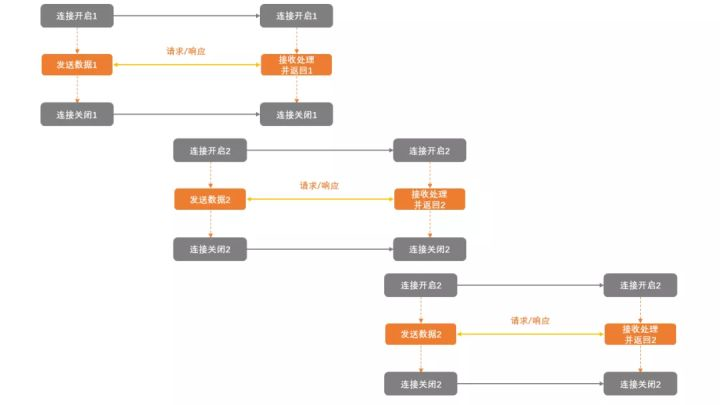 连接开启1
连接开启1
请求/响应
发送数据1
接收处理
并返回1
连接关闭1
连接关闭1
连接开启2
连接开启2
请求/响应
发送数据2
接收处理
并返回2
连接关闭2
连接关闭2
连接开启2
连接开启2
请求/响应
发送数据2
接收处理
并返回2
连接关闭2
连接关闭2